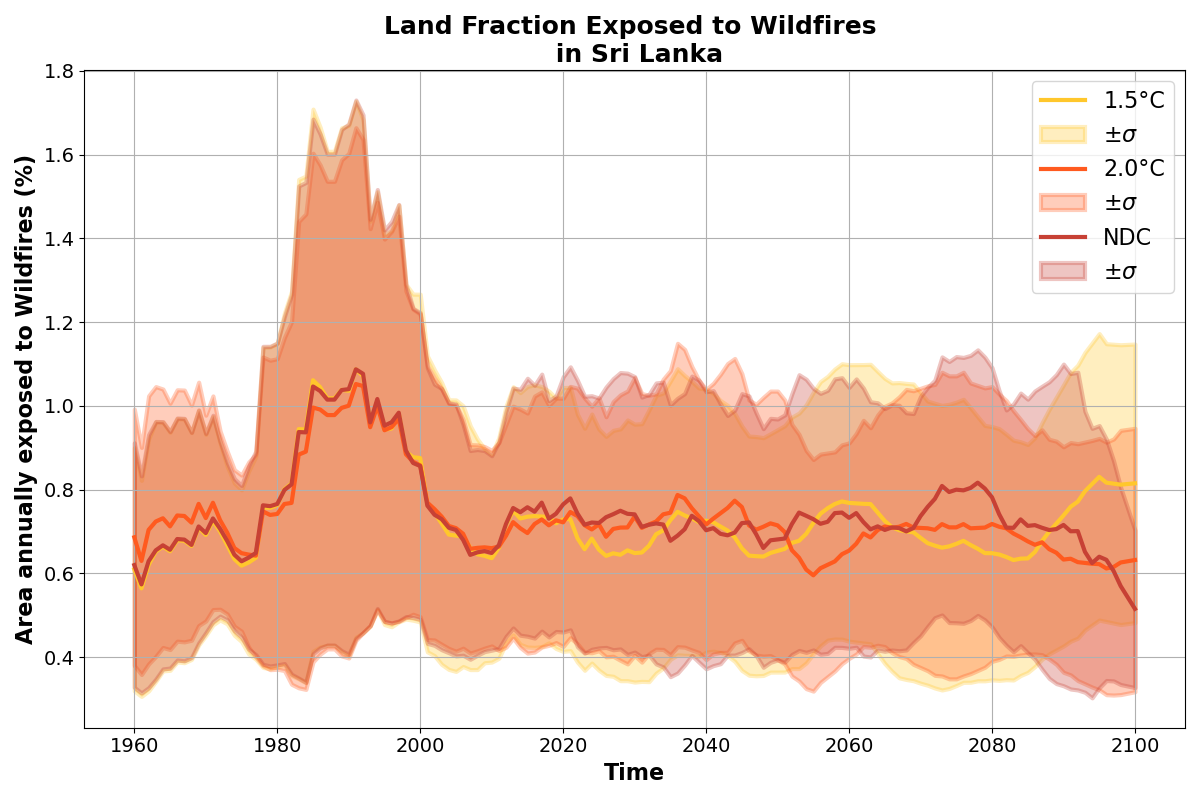 Land Fraction Exposed to Wildfires
in Sri Lanka
Area annually exposed to Wildfires (%)
1.8
1.6
1.4
1.2
1.0
0.8
0.6
0.4
1960 1980 2000 2020 2040 2060 2080 2100
Time
1.5°C
±σ
2.0°C
±σ
NDC
±σ